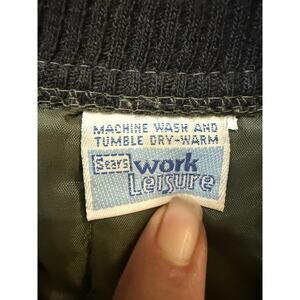 MACHINE WASH AND
TUMBLE DRY-WARM
Sears work
Leisure